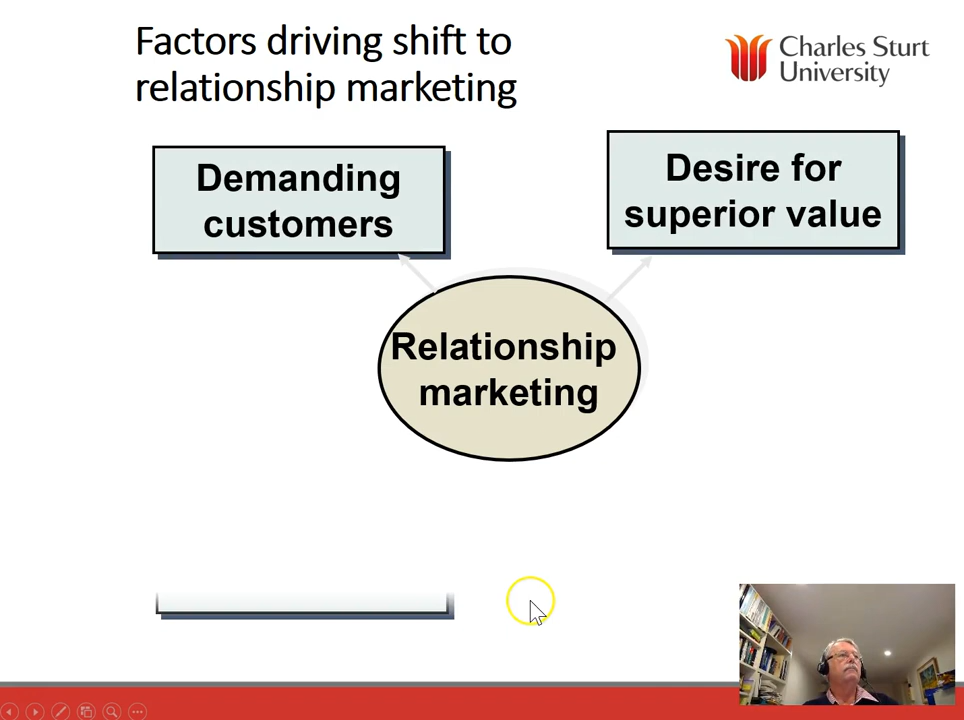 Factors driving shift to
relationship marketing
Charles Sturt
University
Demanding
customers
Desire for
superior value
Relationship
marketing